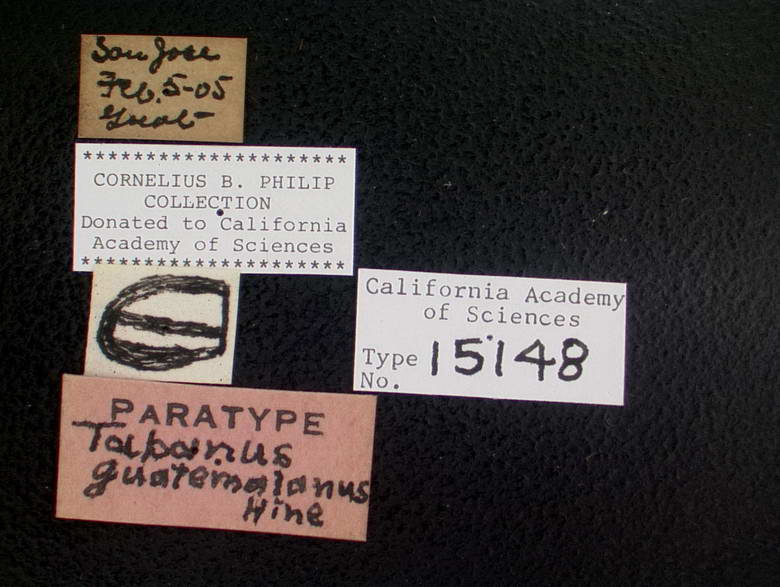 San Jose
Feb. 5-05
Guat
********************
CORNELIUS B. PHILIP
COLLECTION
Donated to California
Academy of Sciences
********************
California Academy
of Sciences
Type
No. 15148
PARATYPE
Tabanus
guatemalanus
Hine